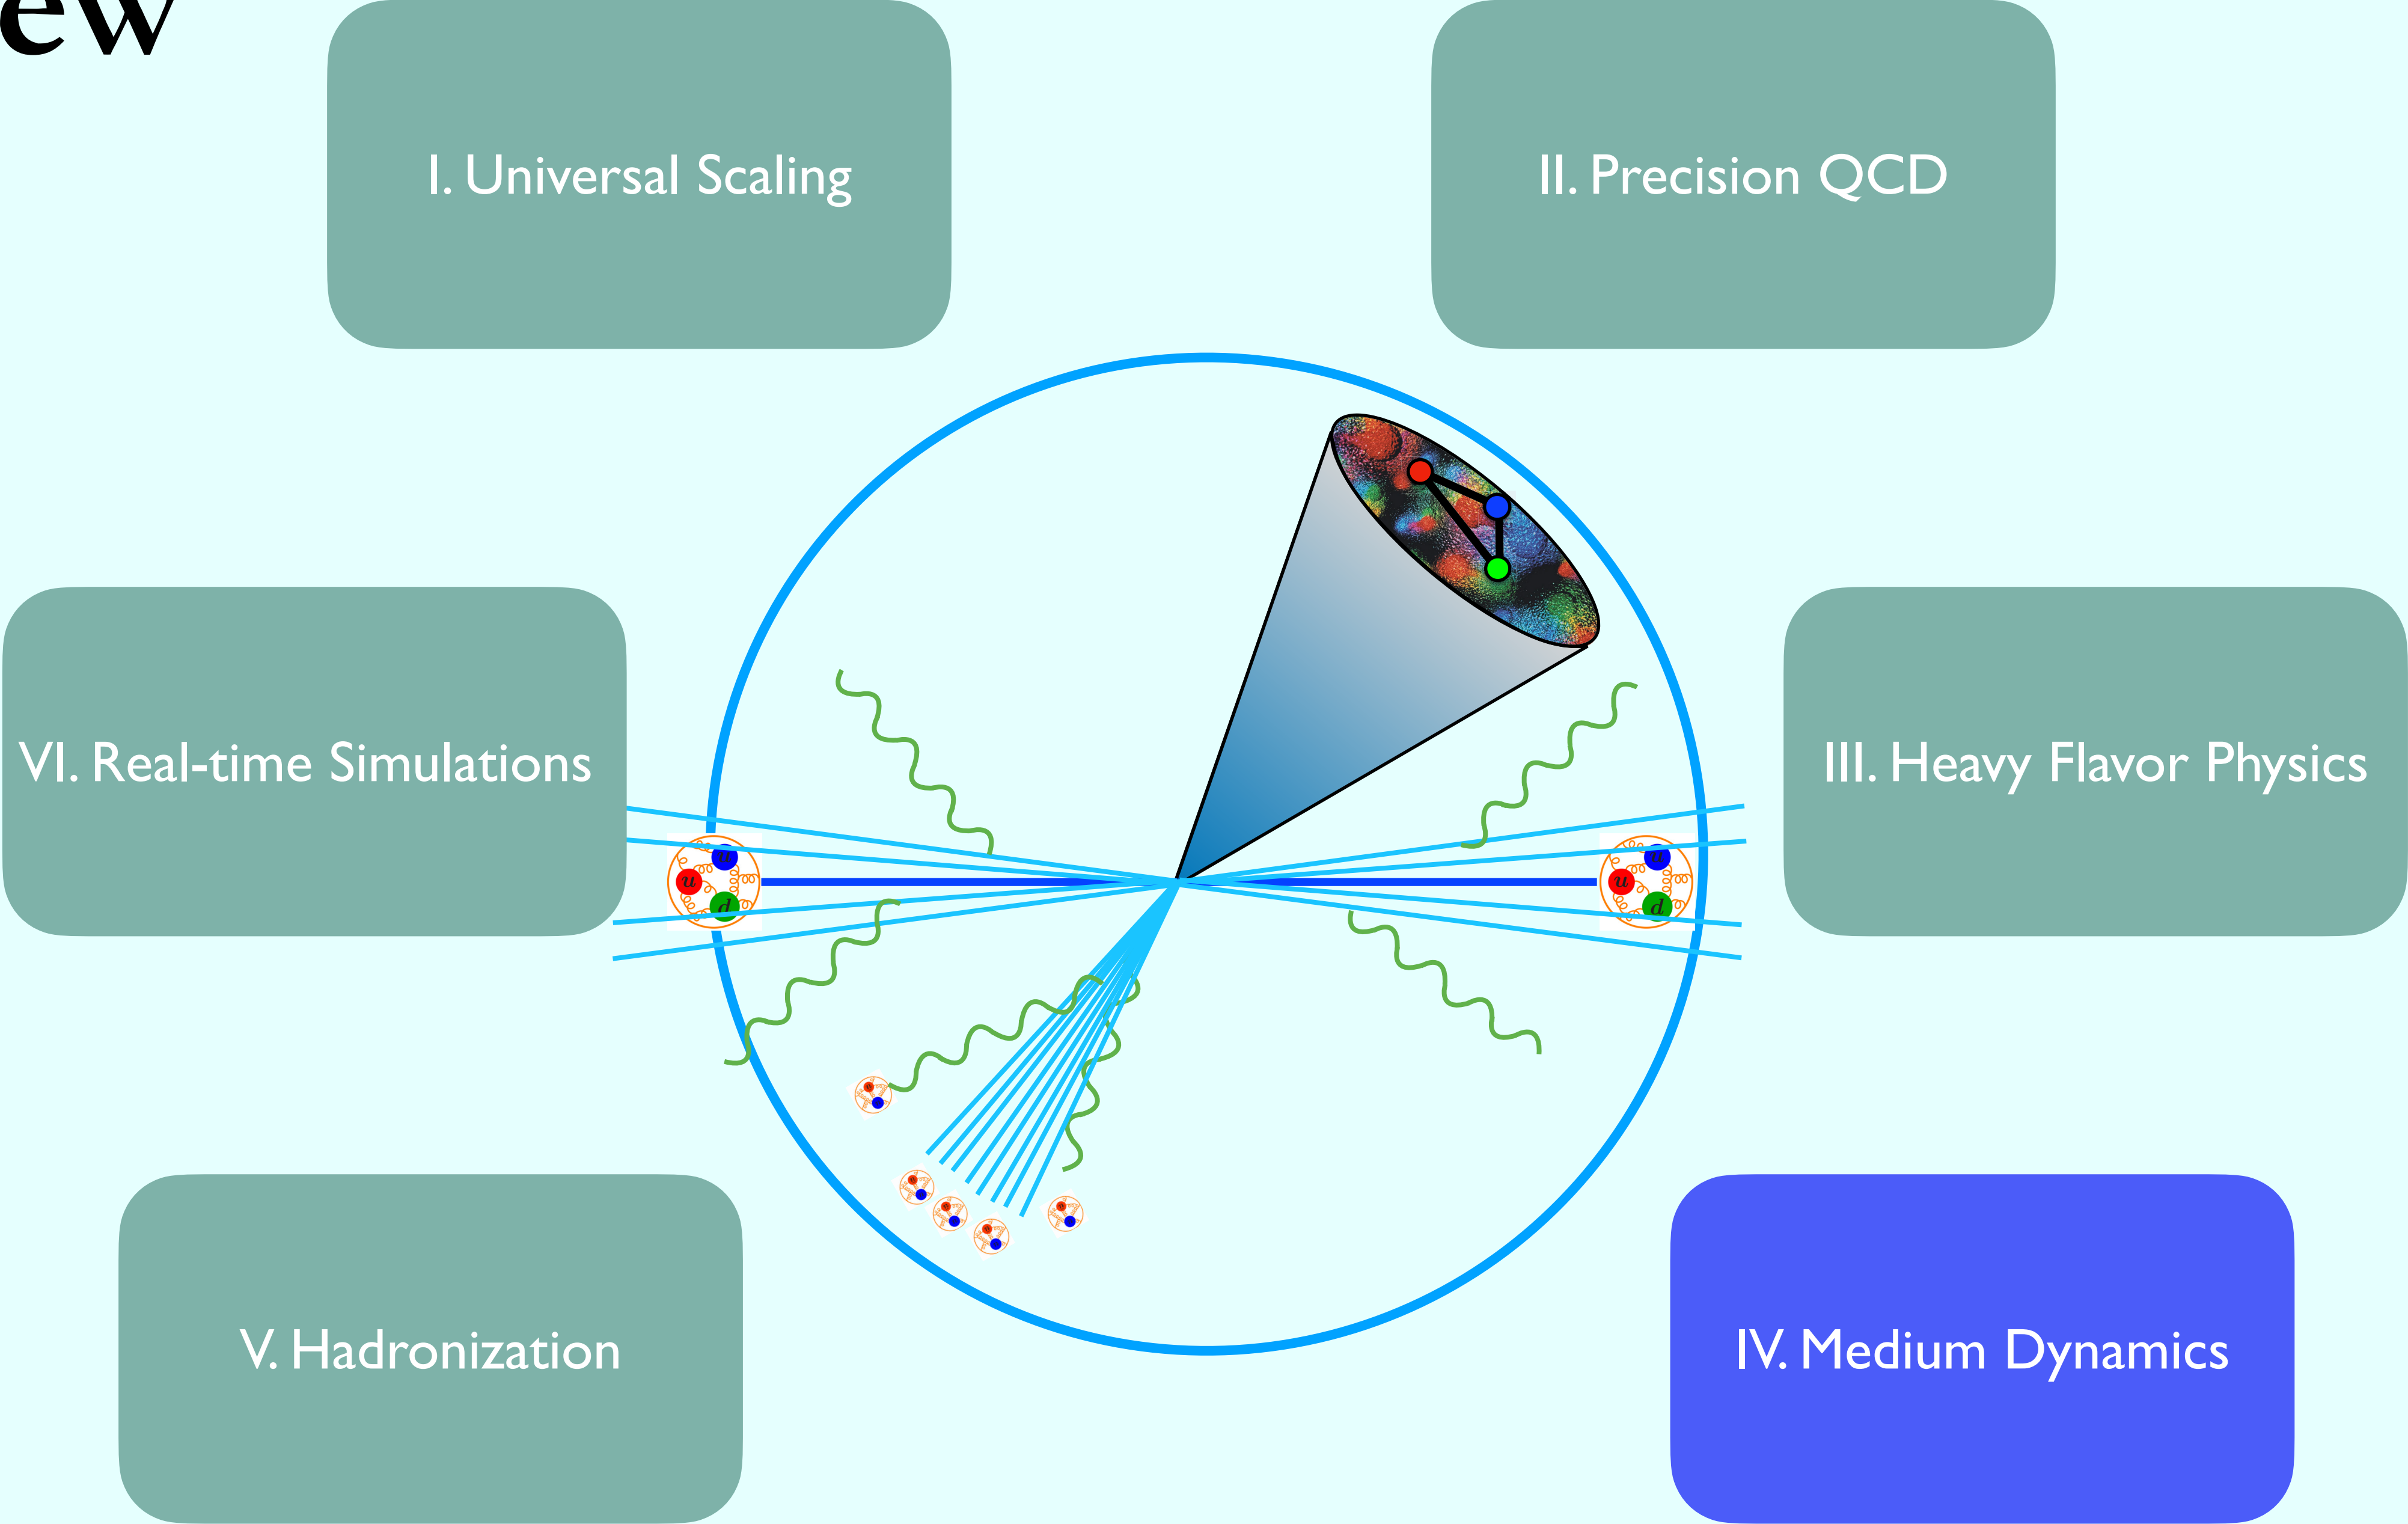 ew
I. Universal Scaling
II. Precision QCD
VI. Real-time Simulations
III. Heavy Flavor Physics
u
u
d
u
u
d
V. Hadronization
IV. Medium Dynamics